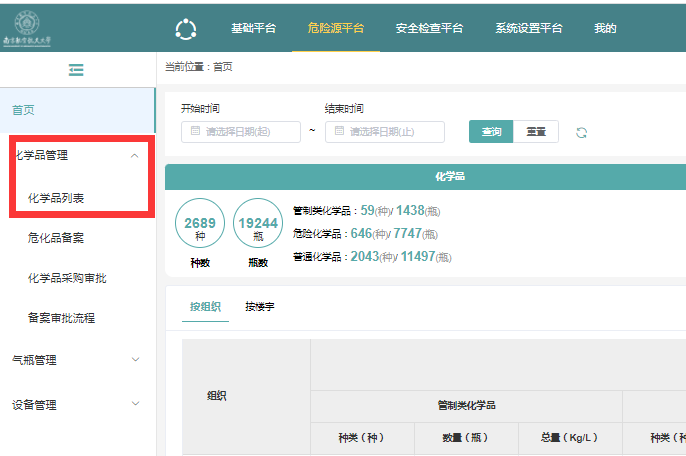 基础平台 危险源平台 安全检查平台 系统设置平台 我的
当前位置：首页
首页
化学品管理
化学品列表
危化品备案
化学品采购审批
备案审批流程
气瓶管理
设备管理
开始时间 结束时间
请选择日期(起) ~ 请选择日期(止) 查询 重置
化学品
2689 种 19244 瓶
种数 瓶数
管制类化学品：59(种)/ 1438(瓶)
危险化学品：646(种)/ 7747(瓶)
普通化学品：2043(种)/ 11497(瓶)
按组织 按楼宇
组织
管制类化学品
种类（种） 数量（瓶） 总量（Kg/L） 种类（种